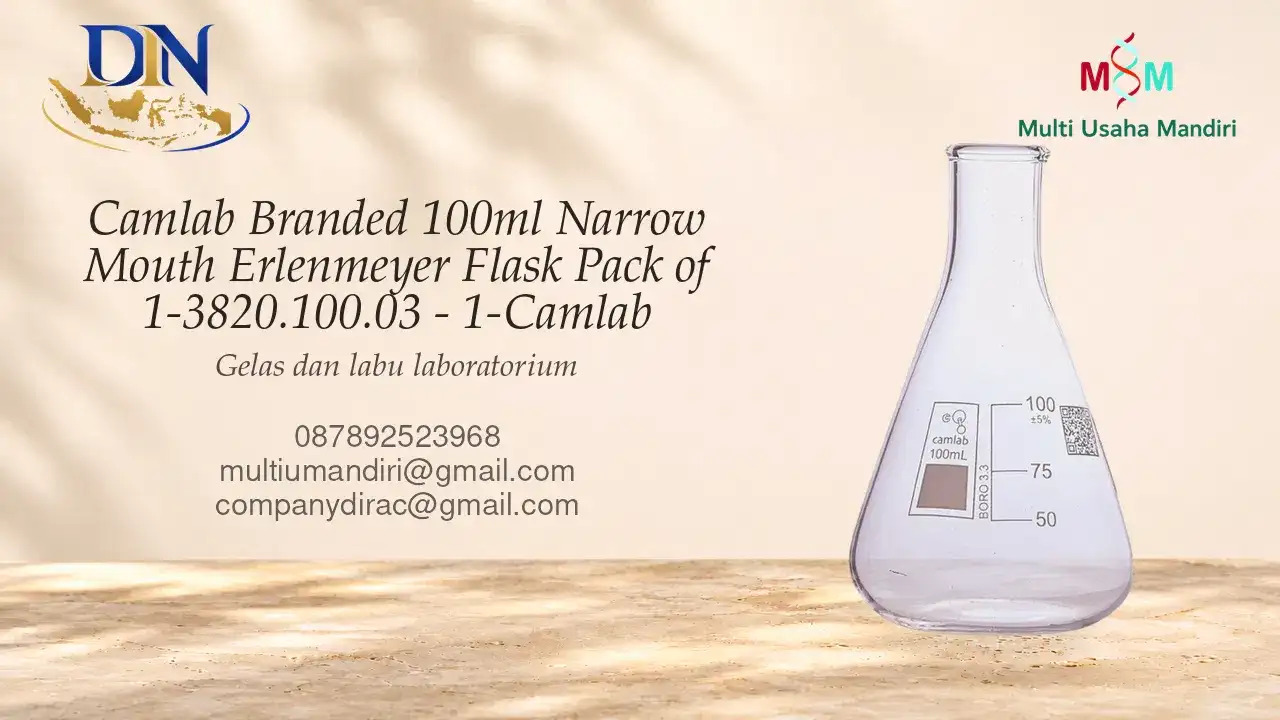 DIN
M M
Multi Usaha Mandiri
Camlab Branded 100ml Narrow
Mouth Erlenmeyer Flask Pack of
1-3820.100.03 - 1-Camlab
Gelas dan labu laboratorium
087892523968
multiumandiri@gmail.com
companydirac@gmail.com
camlab
100mL
BORO 3.3
100
±5%
75
50